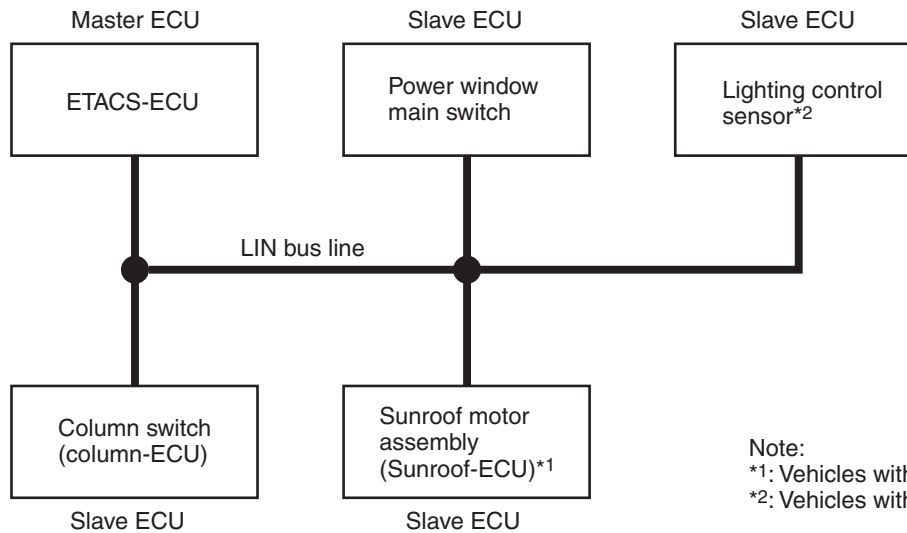 Master ECU
Slave ECU
Slave ECU
ETACS-ECU
Power window
main switch
Lighting control
sensor*2
LIN bus line
Column switch
(column-ECU)
Sunroof motor
assembly
(Sunroof-ECU)*1
Note:
*1: Vehicles with
*2: Vehicles with
Slave ECU
Slave ECU